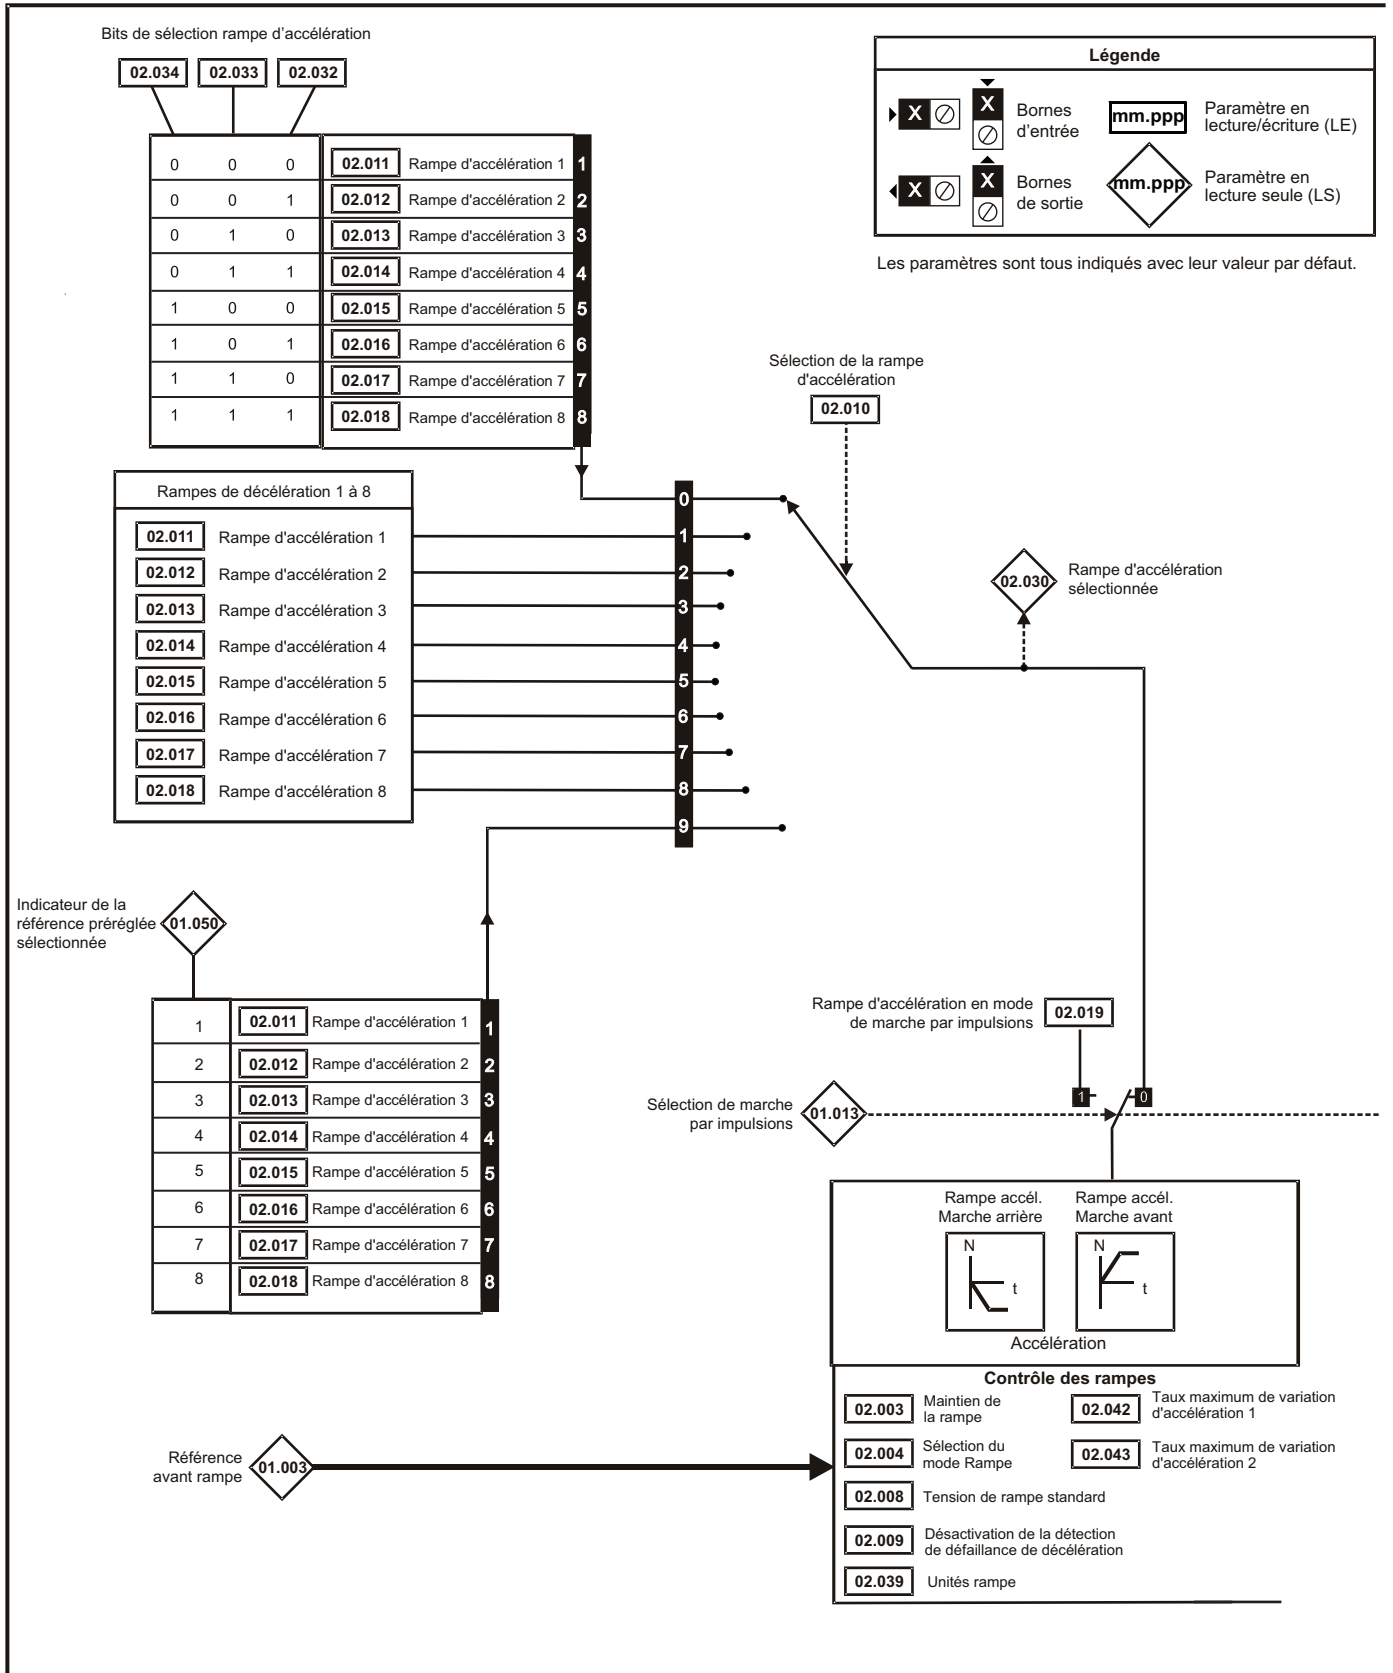 Bits de sélection rampe d'accélération
02.034 02.033 02.032
0 0 0 02.011 Rampe d'accélération 1 1
0 0 1 02.012 Rampe d'accélération 2 2
0 1 0 02.013 Rampe d'accélération 3 3
0 1 1 02.014 Rampe d'accélération 4 4
1 0 0 02.015 Rampe d'accélération 5 5
1 0 1 02.016 Rampe d'accélération 6 6
1 1 0 02.017 Rampe d'accélération 7 7
1 1 1 02.018 Rampe d'accélération 8 8
Légende
X X Bornes
d'entrée
mm.ppp Paramètre en
lecture/écriture (LE)
X X Bornes
de sortie
mm.ppp Paramètre en
lecture seule (LS)
Les paramètres sont tous indiqués avec leur valeur par défaut.
Sélection de la rampe
d'accélération
02.010
Rampes de décélération 1 à 8
02.011 Rampe d'accélération 1
02.012 Rampe d'accélération 2
02.013 Rampe d'accélération 3
02.014 Rampe d'accélération 4
02.015 Rampe d'accélération 5
02.016 Rampe d'accélération 6
02.017 Rampe d'accélération 7
02.018 Rampe d'accélération 8
0
1
2
3
4
5
6
7
8
9
02.030 Rampe d'accélération
sélectionnée
Indicateur de la
référence préréglée
sélectionnée
01.050
1 02.011 Rampe d'accélération 1 1
2 02.012 Rampe d'accélération 2 2
3 02.013 Rampe d'accélération 3 3
4 02.014 Rampe d'accélération 4 4
5 02.015 Rampe d'accélération 5 5
6 02.016 Rampe d'accélération 6 6
7 02.017 Rampe d'accélération 7 7
8 02.018 Rampe d'accélération 8 8
Rampe d'accélération en mode
de marche par impulsions
02.019
1 0
Sélection de marche
par impulsions
01.013
Rampe accél.
Marche arrière
Rampe accél.
Marche avant
N t
N t
Accélération
Contrôle des rampes
02.003 Maintien de
la rampe
02.042 Taux maximum de variation
d'accélération 1
02.004 Sélection du
mode Rampe
02.043 Taux maximum de variation
d'accélération 2
02.008 Tension de rampe standard
02.009 Désactivation de la détection
de défaillance de décélération
02.039 Unités rampe
Référence
avant rampe
01.003